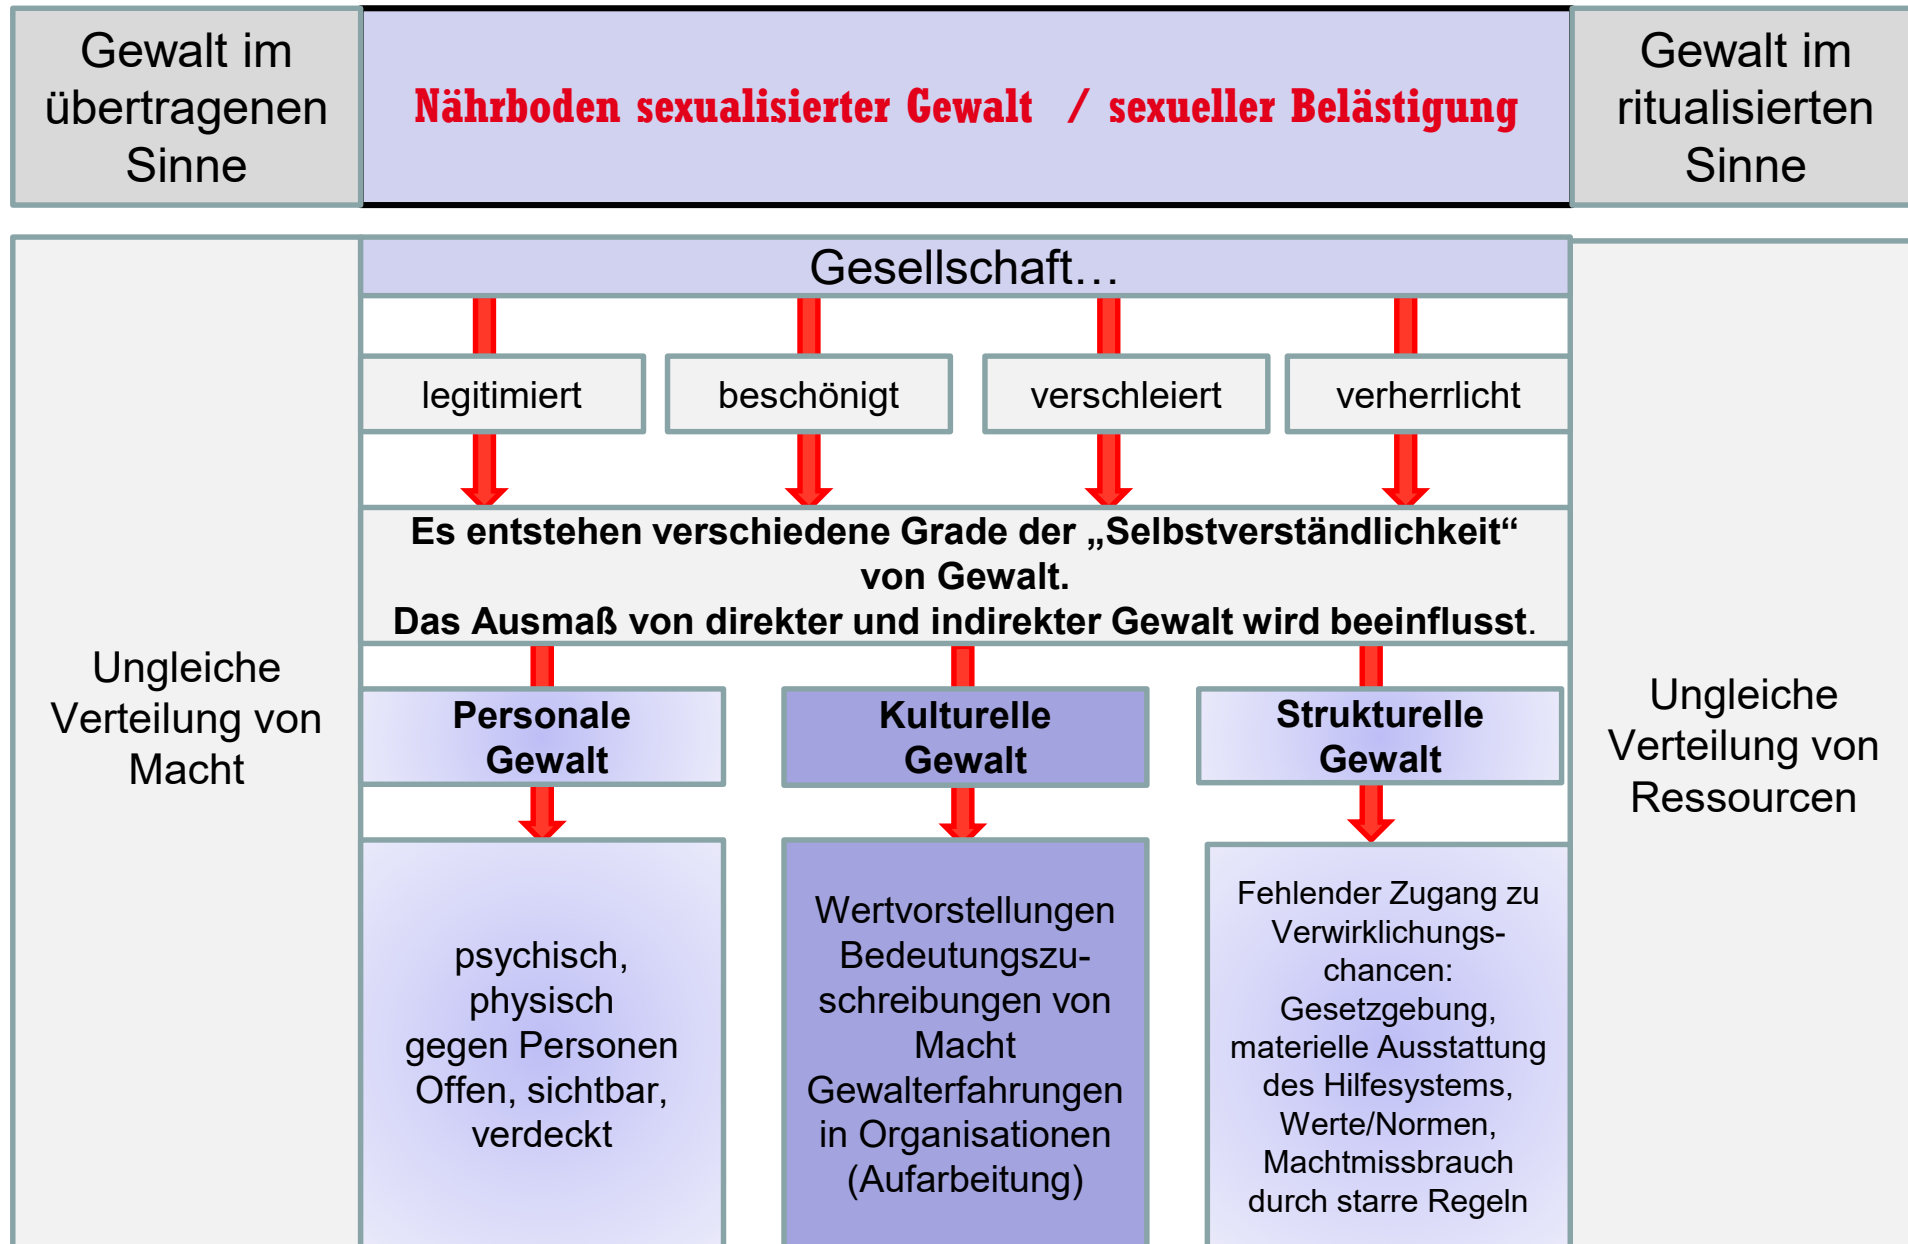 Gewalt im
übertragenen
Sinne
Nährboden sexualisierter Gewalt / sexueller Belästigung
Gewalt im
ritualisierten
Sinne
Ungleiche
Verteilung von
Macht
Gesellschaft…
legitimiert
beschönigt
verschleiert
verherrlicht
Es entstehen verschiedene Grade der „Selbstverständlichkeit“
von Gewalt.
Das Ausmaß von direkter und indirekter Gewalt wird beeinflusst.
Personale
Gewalt
Kulturelle
Gewalt
Strukturelle
Gewalt
psychisch,
physisch
gegen Personen
Offen, sichtbar,
verdeckt
Wertvorstellungen
Bedeutungszu-
schreibungen von
Macht
Gewalterfahrungen
in Organisationen
(Aufarbeitung)
Fehlender Zugang zu
Verwirklichungs-
chancen:
Gesetzgebung,
materielle Ausstattung
des Hilfesystems,
Werte/Normen,
Machtmissbrauch
durch starre Regeln
Ungleiche
Verteilung von
Ressourcen